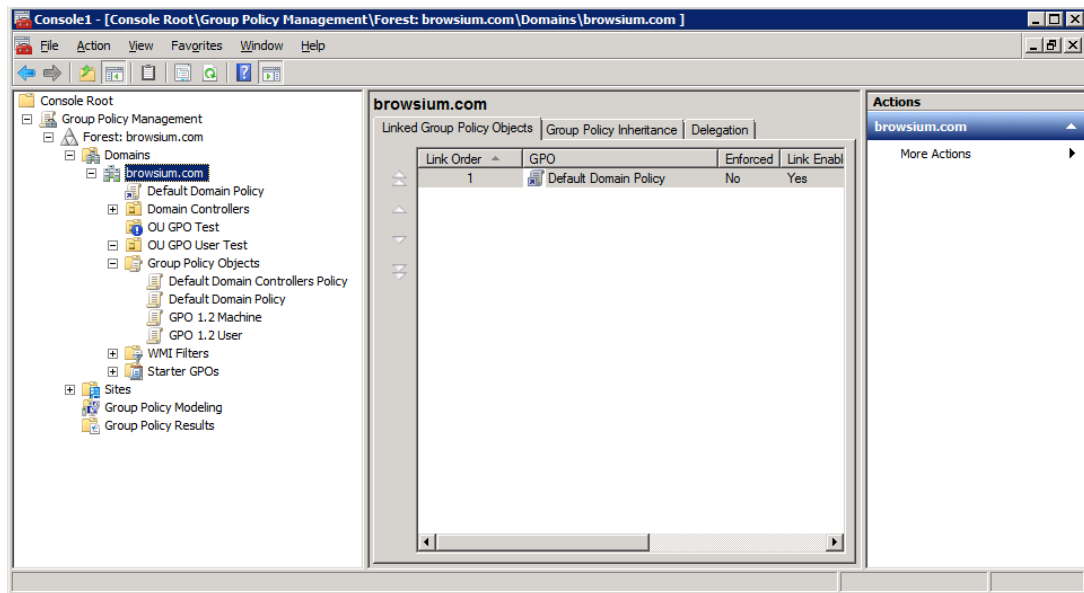 Console1 - [Console Root\Group Policy Management\Forest: browsium.com\Domains\browsium.com ]
File Action View Favorites Window Help
Console Root
Group Policy Management
Forest: browsium.com
Domains
browsium.com
Default Domain Policy
Domain Controllers
OU GPO Test
OU GPO User Test
Group Policy Objects
Default Domain Controllers Policy
Default Domain Policy
GPO 1.2 Machine
GPO 1.2 User
WMI Filters
Starter GPOs
Sites
Group Policy Modeling
Group Policy Results
browsium.com
Linked Group Policy Objects Group Policy Inheritance Delegation
Link Order GPO Enforced Link Enabl
1 Default Domain Policy No Yes
Actions
browsium.com
More Actions